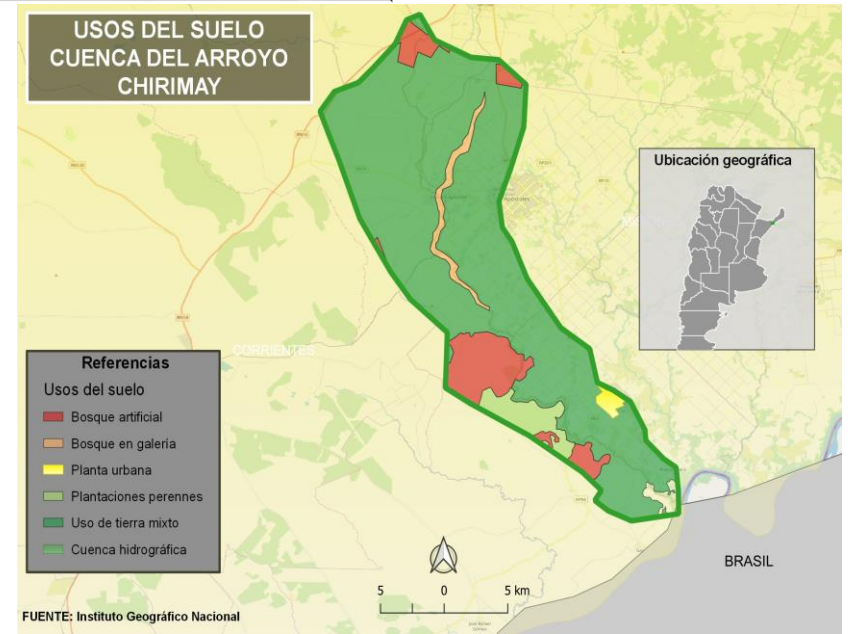 USOS DEL SUELO
CUENCA DEL ARROYO
CHIRIMAY
Ubicación geográfica
CORRIENTES
Referencias
Usos del suelo
Bosque artificial
Bosque en galería
Planta urbana
Plantaciones perennes
Uso de tierra mixto
Cuenca hidrográfica
BRASIL
5 0 5 km
FUENTE: Instituto Geográfico Nacional